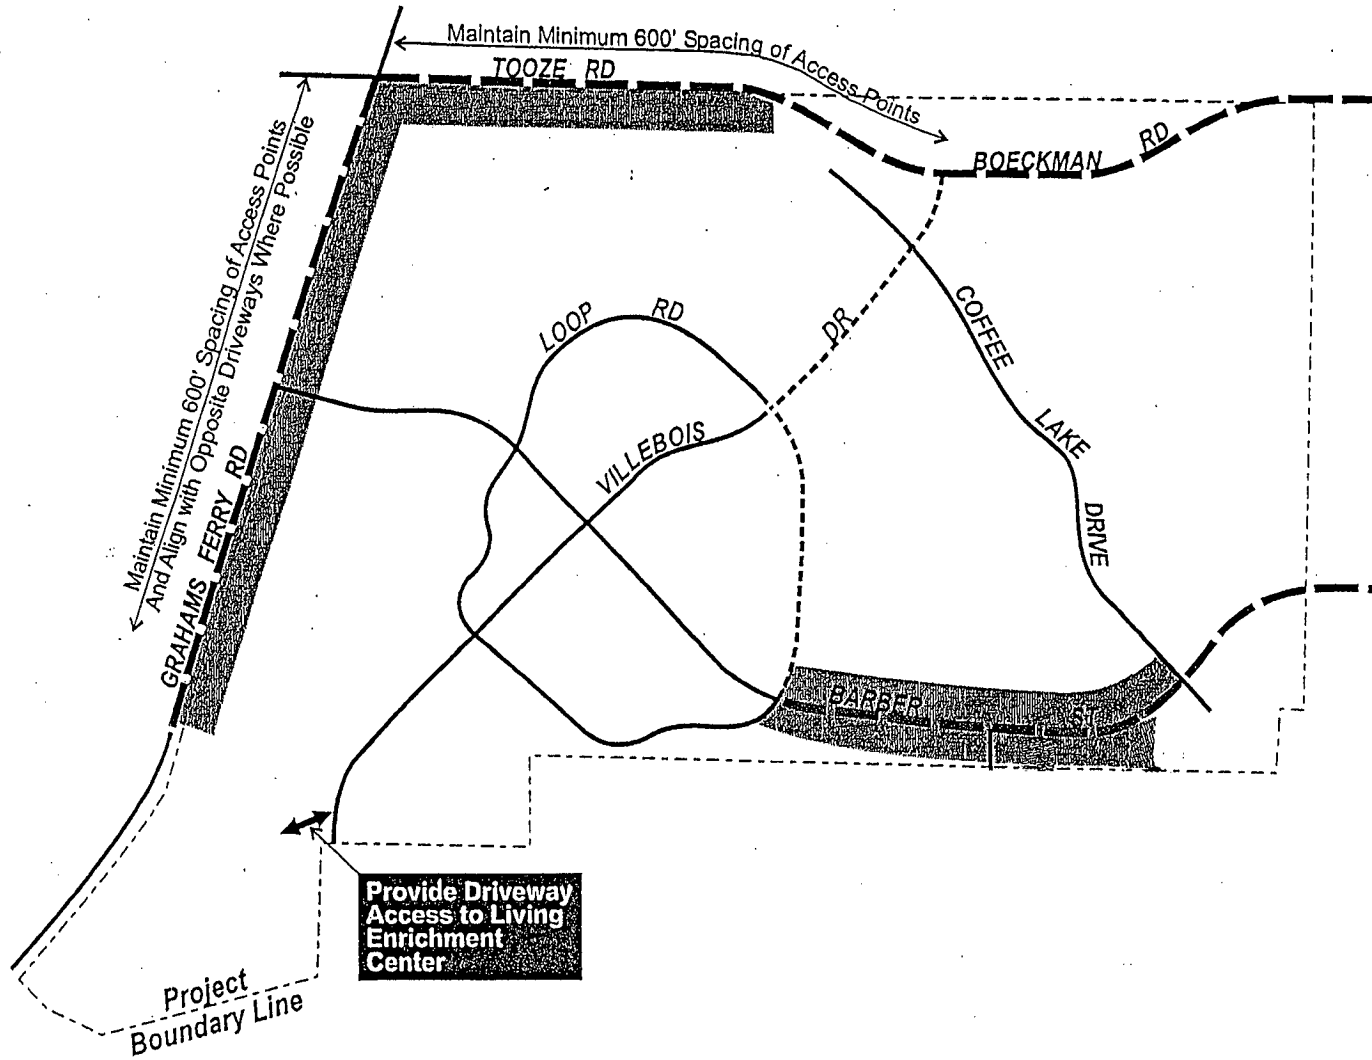 Maintain Minimum 600' Spacing of Access Points
TOOZE RD
BOECKMAN RD
Maintain Minimum 600' Spacing of Access Points
And Align with Opposite Driveways Where Possible
GRAHAMS FERRY RD
LOOP RD
VILLEBOIS DR
COFFEE LAKE DRIVE
BARBER ST
Provide Driveway
Access to Living
Enrichment
Center
Project
Boundary Line